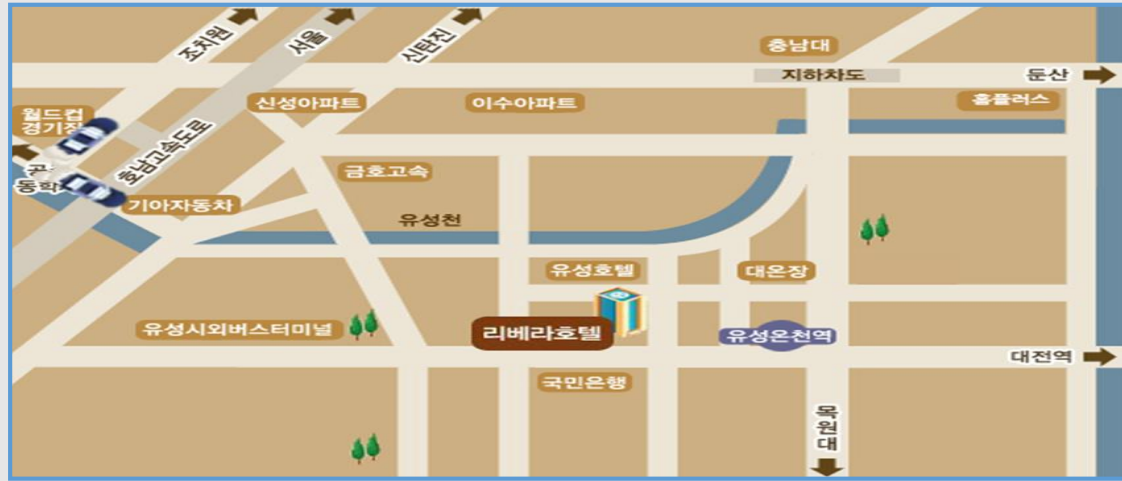 조치원
서울
신탄진
충남대
지하차도
둔산
월드컵
경기장
신성아파트
이수아파트
홈플러스
호남고속도로
금호고속
동학
기아자동차
유성천
유성호텔
대온장
유성시외버스터미널
리베라호텔
유성온천역
대전역
국민은행
목원대